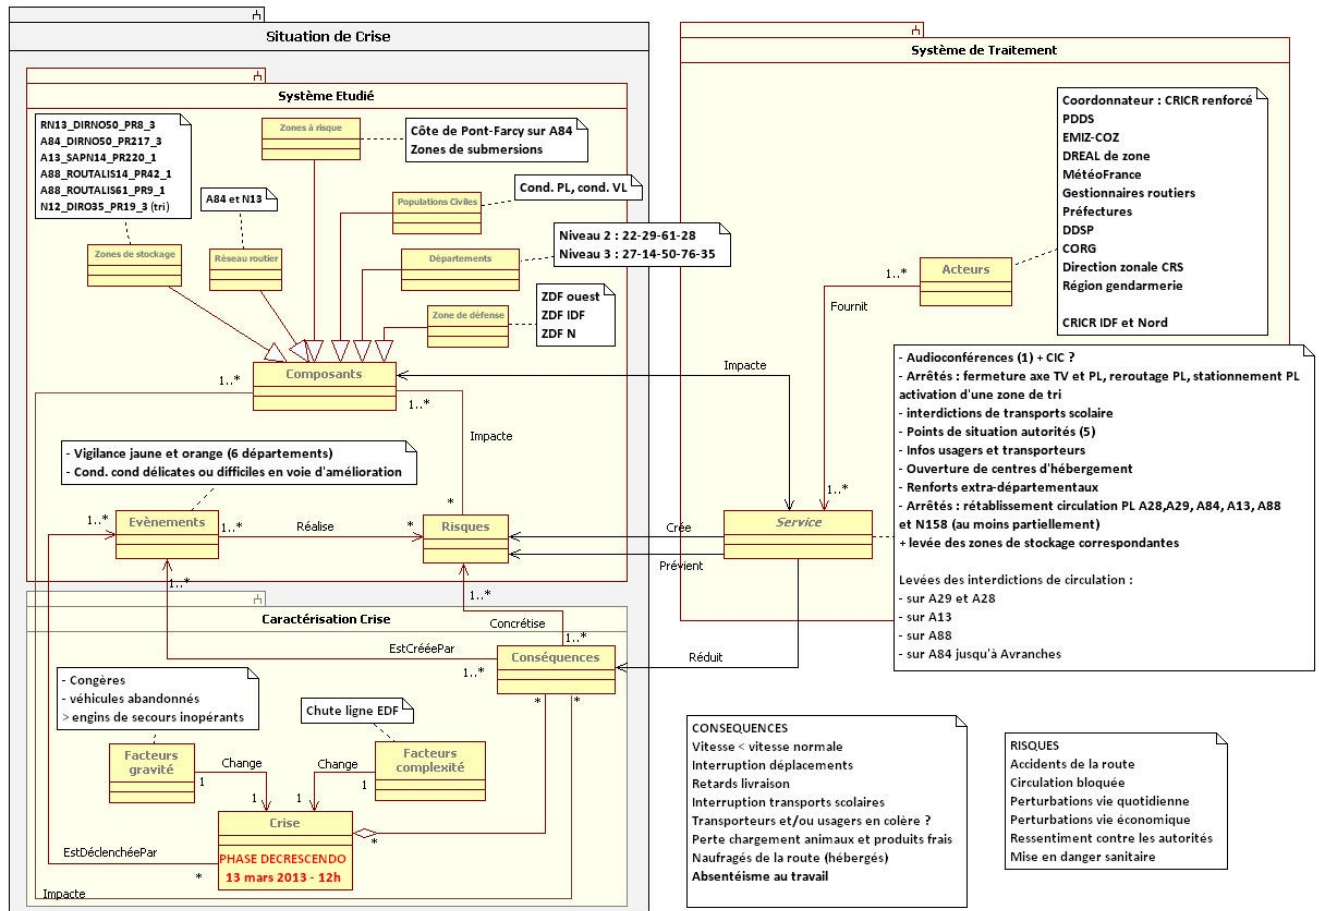 Situation de Crise
Système Etudié
RN13_DIRNO50_PR8_3
A84_DIRNO50_PR217_3
A13_SAPN14_PR220_1
A88_ROUTALIS14_PR42_1
A88_ROUTALIS61_PR9_1
N12_DIRO35_PR19_3 (tri)
Zones à risque
Côte de Pont-Farcy sur A84
Zones de submersions
A84 et N13
Populations Civiles
Cond. PL, cond. VL
Zones de stockage
Réseau routier
Départements
Niveau 2 : 22-29-61-28
Niveau 3 : 27-14-50-76-35
Zone de défense
ZDF ouest
ZDF IDF
ZDF N
Composants
1..*
1..*
Impacte
Impacte
- Vigilance jaune et orange (6 départements)
- Cond. cond délicates ou difficiles en voie d'amélioration
Evènements
1..*
1..*
Réalise
*
*
Risques
1..*
1..*
Crée
Prévient
Caractérisation Crise
Concrétise
1..*
EstCrééePar
1..*
Conséquences
*
*
Réduit
- Congères
- véhicules abandonnés
> engins de secours inopérants
Chute ligne EDF
Facteurs
gravité
Facteurs
complexité
Change
Change
1
1
1
1
Crise
PHASE DECRESCENDO
13 mars 2013 - 12h
*
EstDéclenchéePar
*
Impacte
Système de Traitement
Coordonnateur : CRICR renforcé
PDDS
EMIZ-COZ
DREAL de zone
MétéoFrance
Gestionnaires routiers
Préfectures
DDSP
CORG
Direction zonale CRS
Région gendarmerie
CRICR IDF et Nord
Acteurs
1..*
Fournit
1..*
Service
- Audioconférences (1) + CIC ?
- Arrêtés : fermeture axe TV et PL, reroutage PL, stationnement PL
activation d'une zone de tri
- interdictions de transports scolaire
- Points de situation autorités (5)
- Infos usagers et transporteurs
- Ouverture de centres d'hébergement
- Renforts extra-départementaux
- Arrêtés : rétablissement circulation PL A28,A29, A84, A13, A88
et N158 (au moins partiellement)
+ levée des zones de stockage correspondantes
Levées des interdictions de circulation :
- sur A29 et A28
- sur A13
- sur A88
- sur A84 jusqu'à Avranches
CONSEQUENCES
Vitesse < vitesse normale
Interruption déplacements
Retards livraison
Interruption transports scolaires
Transporteurs et/ou usagers en colère ?
Perte chargement animaux et produits frais
Naufragés de la route (hébergés)
Absentéisme au travail
RISQUES
Accidents de la route
Circulation bloquée
Perturbations vie quotidienne
Perturbations vie économique
Ressentiment contre les autorités
Mise en danger sanitaire